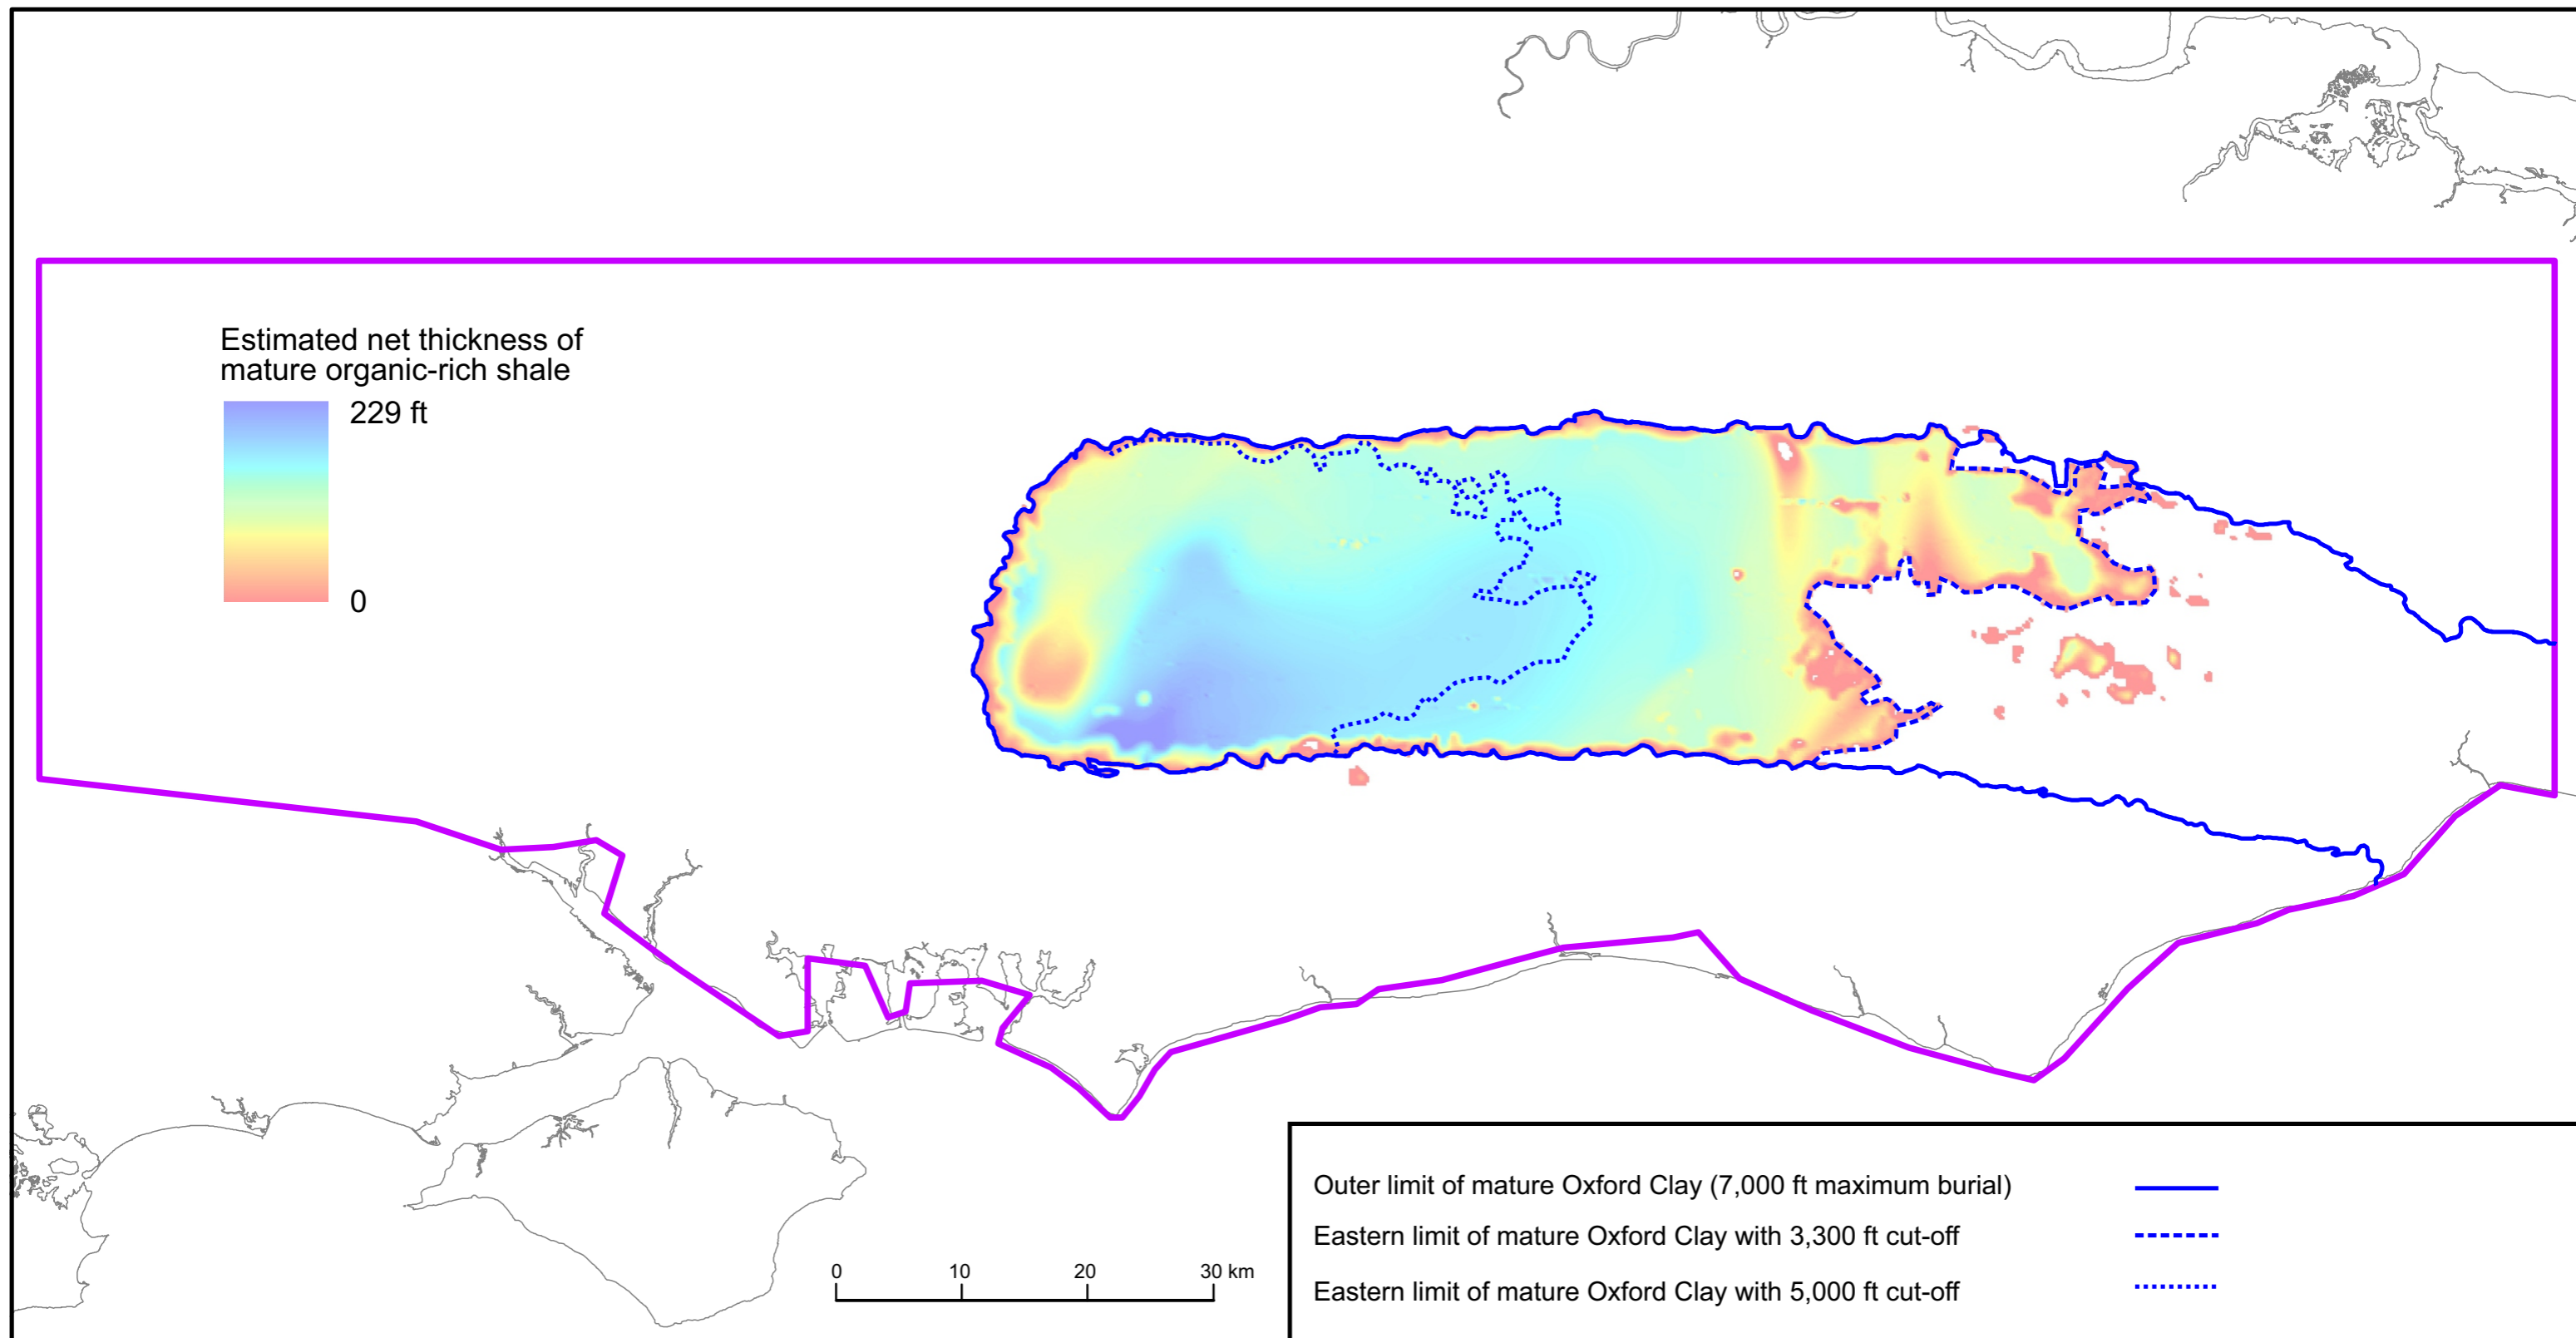 Estimated net thickness of
mature organic-rich shale
229 ft
0
0 10 20 30 km
Outer limit of mature Oxford Clay (7,000 ft maximum burial)
Eastern limit of mature Oxford Clay with 3,300 ft cut-off
Eastern limit of mature Oxford Clay with 5,000 ft cut-off